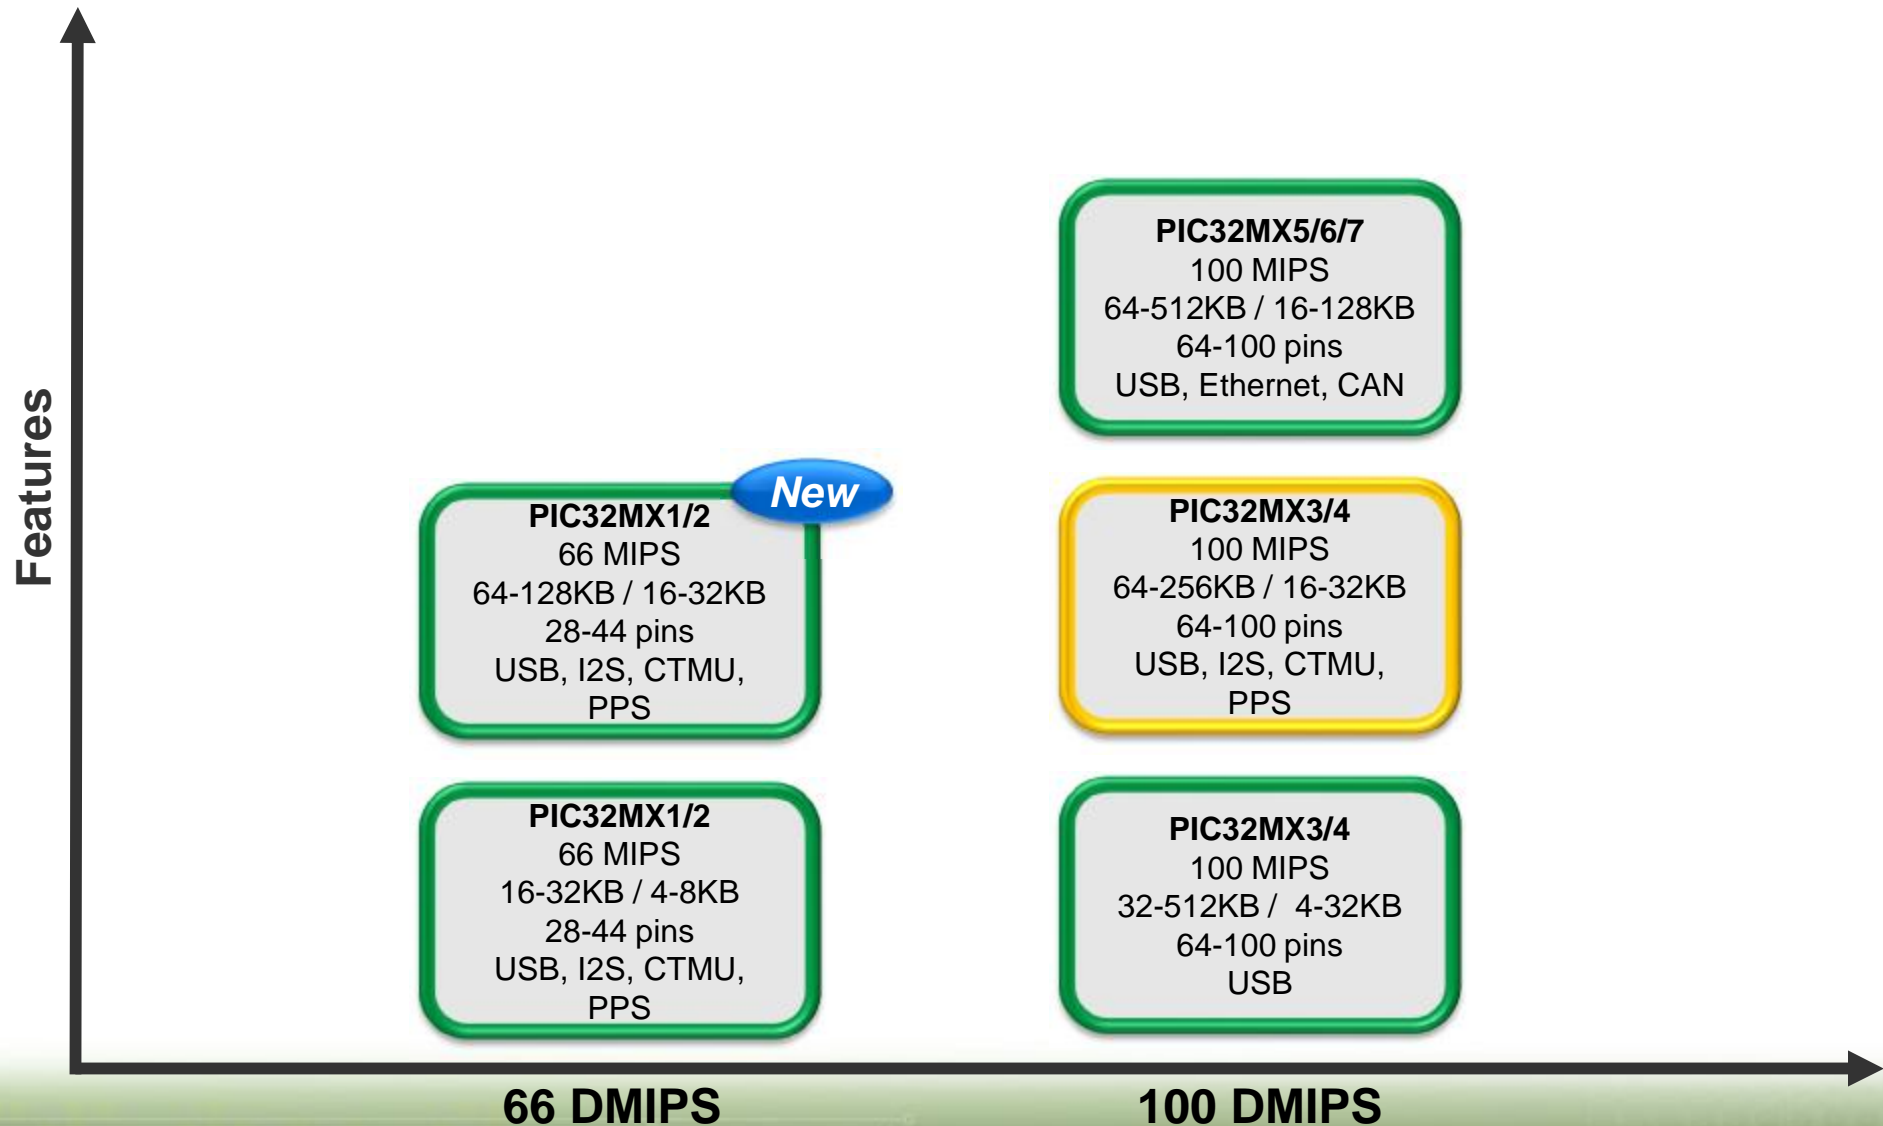 Features
PIC32MX5/6/7
100 MIPS
64-512KB / 16-128KB
64-100 pins
USB, Ethernet, CAN
New
PIC32MX1/2
66 MIPS
64-128KB / 16-32KB
28-44 pins
USB, I2S, CTMU,
PPS
PIC32MX3/4
100 MIPS
64-256KB / 16-32KB
64-100 pins
USB, I2S, CTMU,
PPS
PIC32MX1/2
66 MIPS
16-32KB / 4-8KB
28-44 pins
USB, I2S, CTMU,
PPS
PIC32MX3/4
100 MIPS
32-512KB /  4-32KB
64-100 pins
USB
66 DMIPS
100 DMIPS